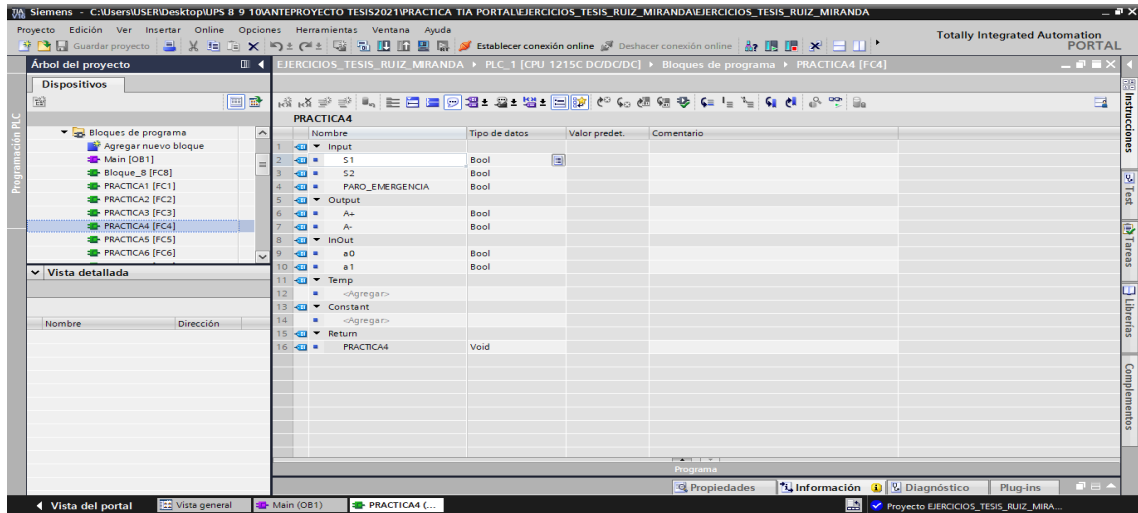 Siemens - C:\Users\USER\Desktop\UPS 8 9 10\ANTEPROYECTO TESIS2021\PRACTICA TIA PORTAL\EJERCICIOS_TESIS_RUIZ_MIRANDA\EJERCICIOS_TESIS_RUIZ_MIRANDA
Proyecto Edición Ver Insertar Online Opciones Herramientas Ventana Ayuda
Totally Integrated Automation
PORTAL
Guardar proyecto Establecer conexión online Deshacer conexión online
Árbol del proyecto
EJERCICIOS_TESIS_RUIZ_MIRANDA PLC_1 [CPU 1215C DC/DC/DC] Bloques de programa PRACTICA4 [FC4]
Dispositivos
Programación PLC
Bloques de programa
Agregar nuevo bloque
Main [OB1]
Bloque_8 [FC8]
PRACTICA1 [FC1]
PRACTICA2 [FC2]
PRACTICA3 [FC3]
PRACTICA4 [FC4]
PRACTICA5 [FC5]
PRACTICA6 [FC6]
Vista detallada
Nombre Dirección
PRACTICA4
Nombre Tipo de datos Valor predet. Comentario
1 Input
2 S1 Bool
3 S2 Bool
4 PARO_EMERGENCIA Bool
5 Output
6 A+ Bool
7 A- Bool
8 InOut
9 a0 Bool
10 a1 Bool
11 Temp
12 <Agregar>
13 Constant
14 <Agregar>
15 Return
16 PRACTICA4 Void
Programa
Propiedades Información Diagnóstico Plug-ins
Instrucciones
Test
Tareas
Librerías
Complementos
Vista del portal Vista general Main (OB1) PRACTICA4 (... Proyecto EJERCICIOS_TESIS_RUIZ_MIRA...